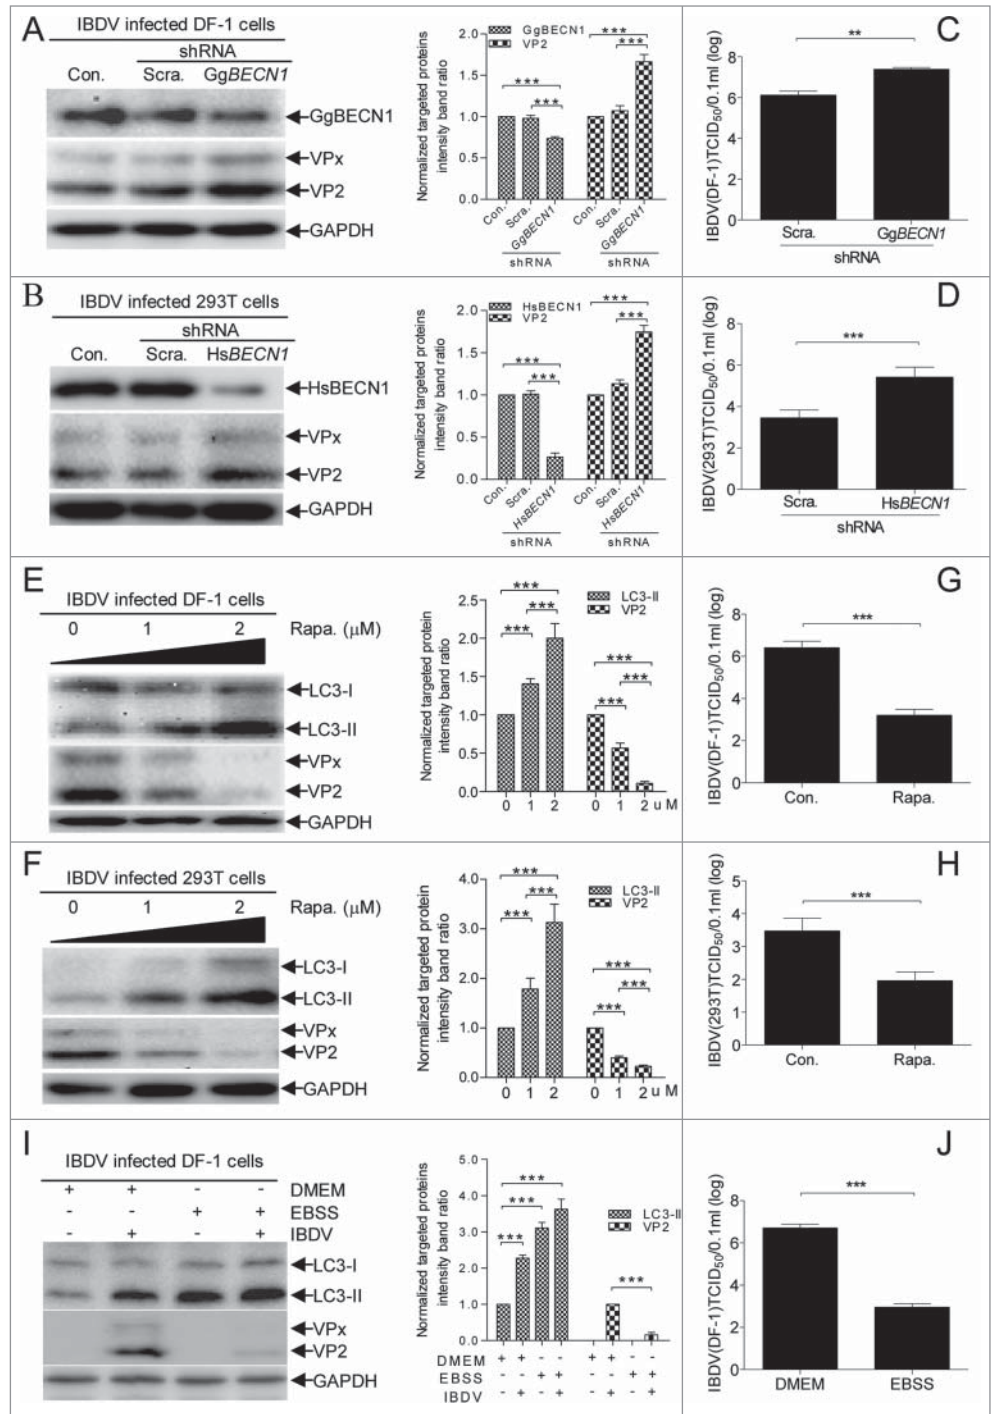 A
IBDV infected DF-1 cells
shRNA
Con. Scra. GgBECN1
GgBECN1
VPx
VP2
GAPDH
Normalized targeted proteins
intensity band ratio
2.0
1.5
1.0
0.5
0.0
GgBECN1
VP2
*** *** *** ***
Con. Scra. GgBECN1 Con. Scra. GgBECN1
shRNA shRNA
C
IBDV(DF-1)TCID50/0.1ml (log)
8
6
4
2
0
**
Scra. GgBECN1
shRNA
B
IBDV infected 293T cells
shRNA
Con. Scra. HsBECN1
HsBECN1
VPx
VP2
GAPDH
Normalized targeted proteins
intensity band ratio
2.0
1.5
1.0
0.5
0.0
HsBECN1
VP2
*** *** *** ***
Con. Scra. HsBECN1 Con. Scra. HsBECN1
shRNA shRNA
D
IBDV(293T)TCID50/0.1ml (log)
8
6
4
2
0
***
Scra. HsBECN1
shRNA
E
IBDV infected DF-1 cells
0 1 2 Rapa. (μM)
LC3-I
LC3-II
VPx
VP2
GAPDH
Normalized targeted protein
intensity band ratio
2.5
2.0
1.5
1.0
0.5
0.0
LC3-II
VP2
*** *** *** *** *** ***
0 1 2 0 1 2 u M
G
IBDV(DF-1)TCID50/0.1ml (log)
8
6
4
2
0
***
Con. Rapa.
F
IBDV infected 293T cells
0 1 2 Rapa. (μM)
LC3-I
LC3-II
VPx
VP2
GAPDH
Normalized targeted protein
intensity band ratio
4.0
3.0
2.0
1.0
0.0
LC3-II
VP2
*** *** *** *** *** ***
0 1 2 0 1 2 u M
H
IBDV(293T)TCID50/0.1ml (log)
5
4
3
2
1
0
***
Con. Rapa.
I
IBDV infected DF-1 cells
+ + - - DMEM
- - + + EBSS
- + - + IBDV
LC3-I
LC3-II
VPx
VP2
GAPDH
Normalized targeted proteins
intensity band ratio
5.0
4.0
3.0
2.0
1.0
0.0
LC3-II
VP2
*** *** *** ***
DMEM + + - - + + - -
EBSS - - + + - - + +
IBDV - + - + - + - +
J
IBDV(DF-1)TCID50/0.1ml (log)
8
6
4
2
0
***
DMEM EBSS